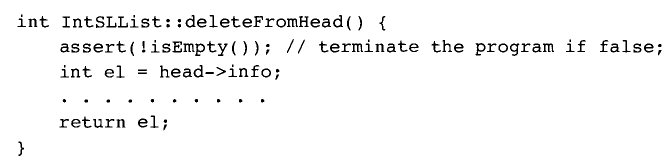 int IntSLList::deleteFromHead() {
    assert(!isEmpty()); // terminate the program if false;
    int el = head->info;
    . . . . . . . . . .
    return el;
}